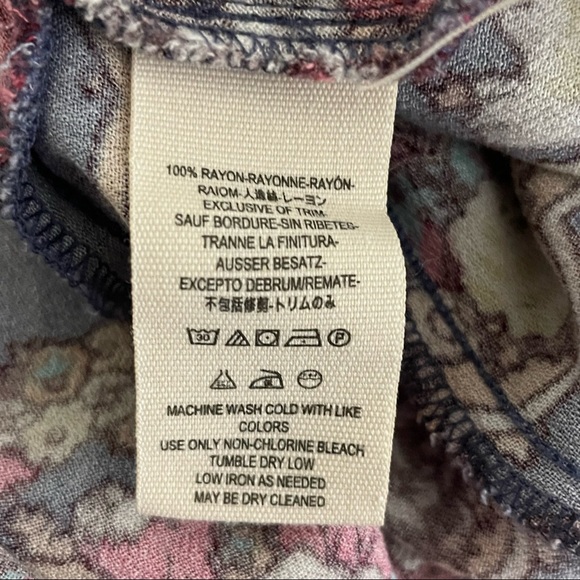 100% RAYON-RAYONNE-RAYÓN-
RAIOM-人造絲-レーヨン
EXCLUSIVE OF TRIM-
SAUF BORDURE-SIN RIBETEO-
TRANNE LA FINITURA-
AUSSER BESATZ-
EXCEPTO DEBRUM/REMATE-
不包括修剪-トリムのみ
30 P
MACHINE WASH COLD WITH LIKE
COLORS
USE ONLY NON-CHLORINE BLEACH
TUMBLE DRY LOW
LOW IRON AS NEEDED
MAY BE DRY CLEANED